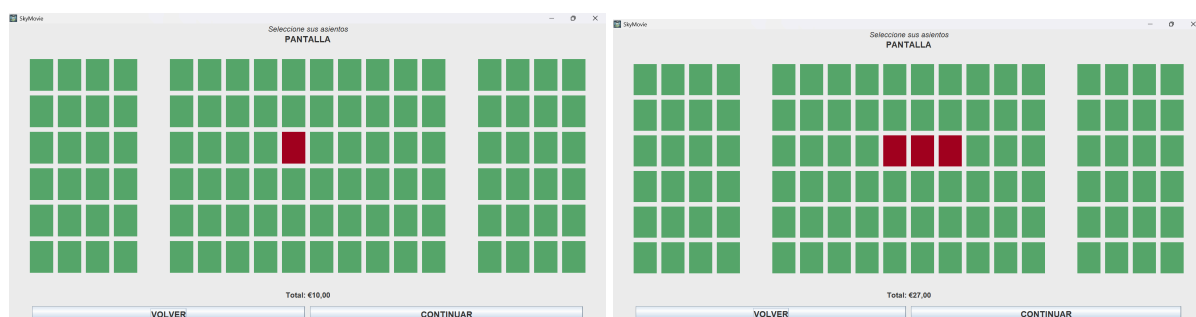 SkyMovie
Seleccione sus asientos
PANTALLA
Total: €10,00
VOLVER CONTINUAR
SkyMovie
Seleccione sus asientos
PANTALLA
Total: €27,00
VOLVER CONTINUAR